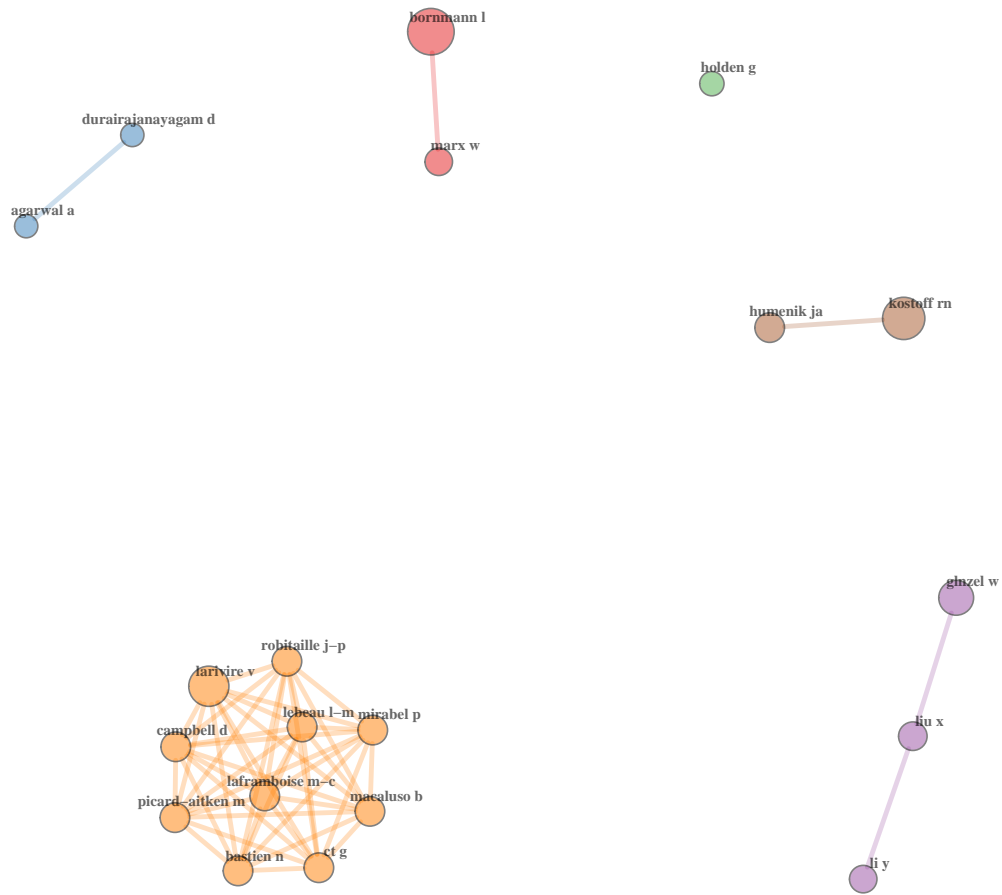 bornmann l
holden g
durairajanayagam d
marx w
agarwal a
kostoff rn
humenik ja
ginzel w
robitaille j−p
larivire v
lebeau l−m
mirabel p
liu x
campbell d
laframboise m−c
macaluso b
picard−aitken m
ct g
bastien n
li y